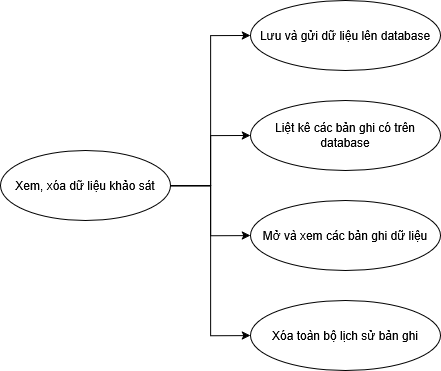 Lưu và gửi dữ liệu lên database
Liệt kê các bản ghi có trên
database
Xem, xóa dữ liệu khảo sát
Mở và xem các bản ghi dữ liệu
Xóa toàn bộ lịch sử bản ghi